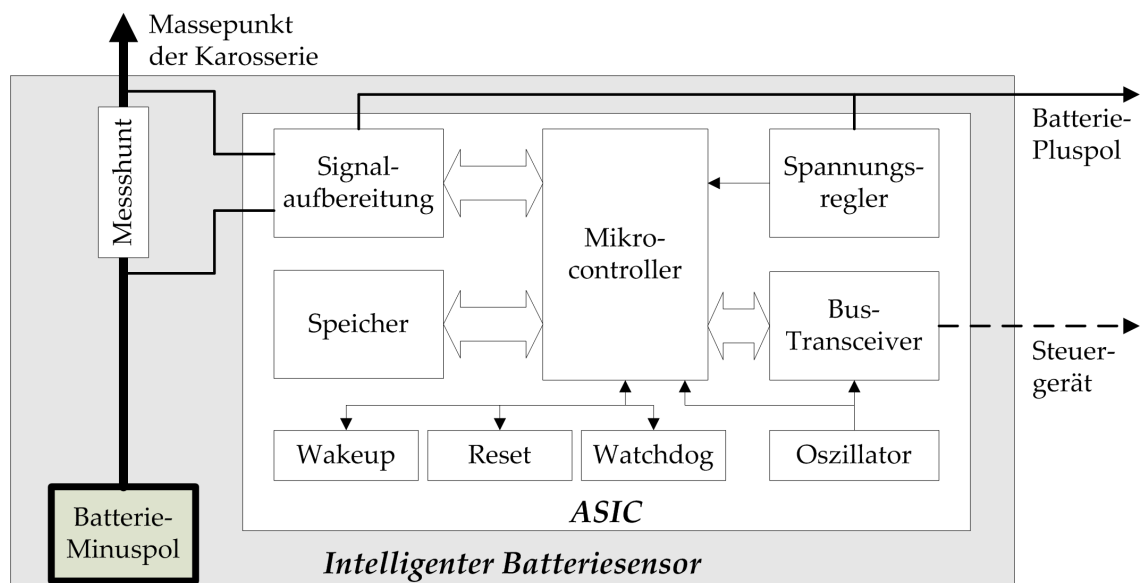 Massepunkt
der Karosserie
Messshunt
Signal-
aufbereitung
Mikro-
controller
Spannungs-
regler
Batterie-
Pluspol
Speicher
Bus-
Transceiver
Steuer-
gerät
Wakeup
Reset
Watchdog
Oszillator
ASIC
Batterie-
Minuspol
Intelligenter Batteriesensor